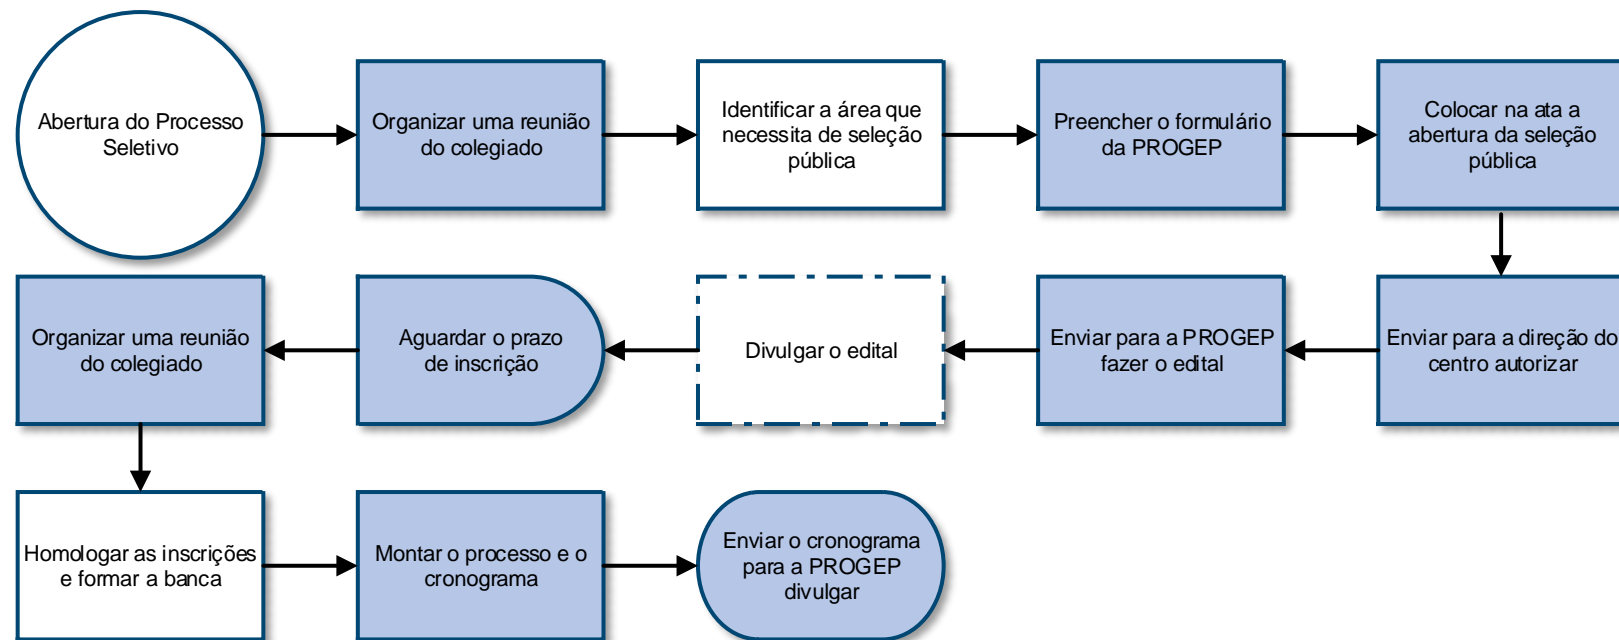 Abertura do Processo
Seletivo
Organizar uma reunião
do colegiado
Identificar a área que
necessita de seleção
pública
Preencher o formulário
da PROGEP
Colocar na ata a
abertura da seleção
pública
Enviar para a direção do
centro autorizar
Enviar para a PROGEP
fazer o edital
Divulgar o edital
Aguardar o prazo
de inscrição
Organizar uma reunião
do colegiado
Homologar as inscrições
e formar a banca
Montar o processo e o
cronograma
Enviar o cronograma
para a PROGEP
divulgar